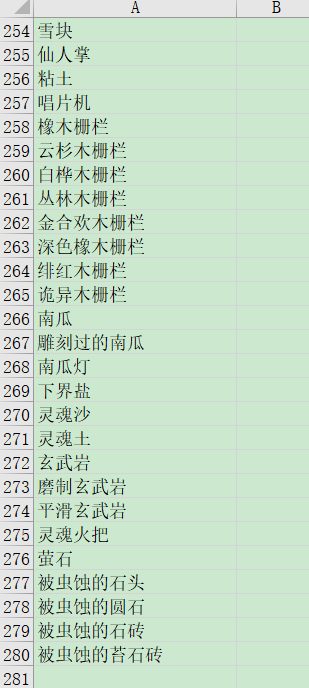 A B
254 雪块
255 仙人掌
256 粘土
257 唱片机
258 橡木栅栏
259 云杉木栅栏
260 白桦木栅栏
261 丛林木栅栏
262 金合欢木栅栏
263 深色橡木栅栏
264 绯红木栅栏
265 诡异木栅栏
266 南瓜
267 雕刻过的南瓜
268 南瓜灯
269 下界盐
270 灵魂沙
271 灵魂土
272 玄武岩
273 磨制玄武岩
274 平滑玄武岩
275 灵魂火把
276 萤石
277 被虫蚀的石头
278 被虫蚀的圆石
279 被虫蚀的石砖
280 被虫蚀的苔石砖
281